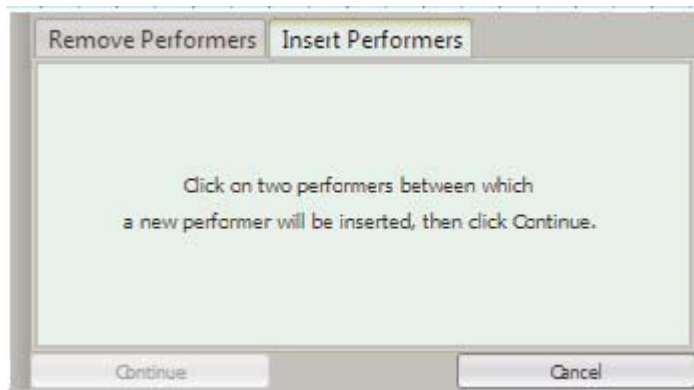 Remove Performers Insert Performers
Click on two performers between which
a new performer will be inserted, then click Continue.
Continue Cancel